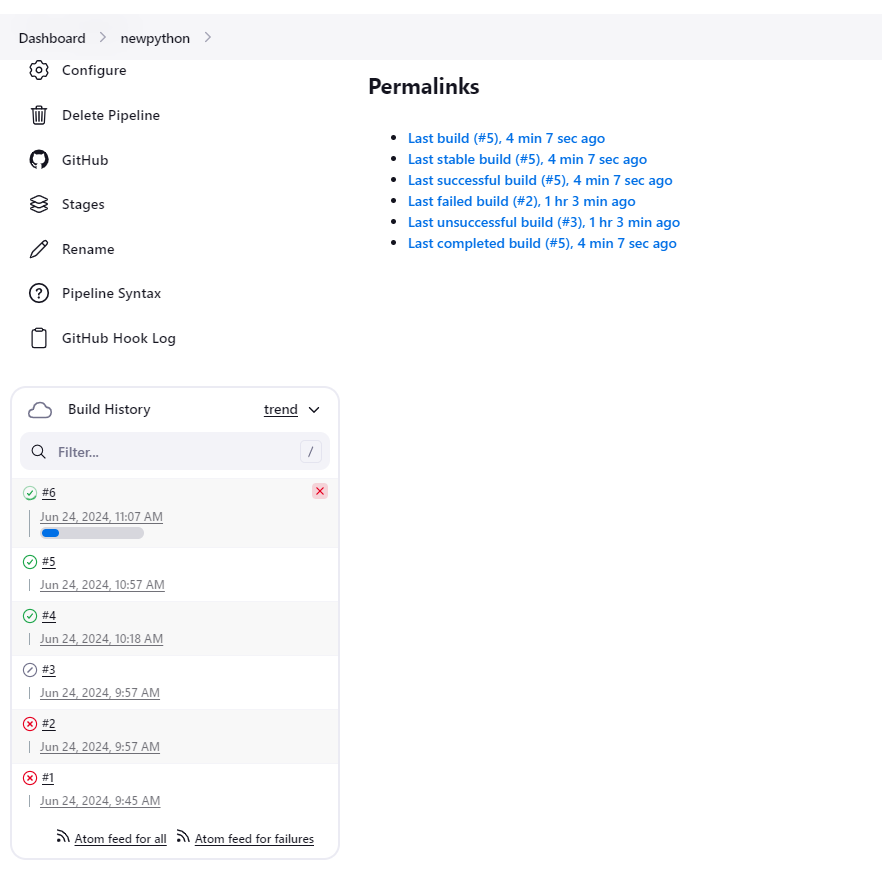 Dashboard > newpython >
Configure
Delete Pipeline
GitHub
Stages
Rename
Pipeline Syntax
GitHub Hook Log
Permalinks
Last build (#5), 4 min 7 sec ago
Last stable build (#5), 4 min 7 sec ago
Last successful build (#5), 4 min 7 sec ago
Last failed build (#2), 1 hr 3 min ago
Last unsuccessful build (#3), 1 hr 3 min ago
Last completed build (#5), 4 min 7 sec ago
Build History trend
Filter... /
#6
Jun 24, 2024, 11:07 AM
#5
Jun 24, 2024, 10:57 AM
#4
Jun 24, 2024, 10:18 AM
#3
Jun 24, 2024, 9:57 AM
#2
Jun 24, 2024, 9:57 AM
#1
Jun 24, 2024, 9:45 AM
Atom feed for all Atom feed for failures